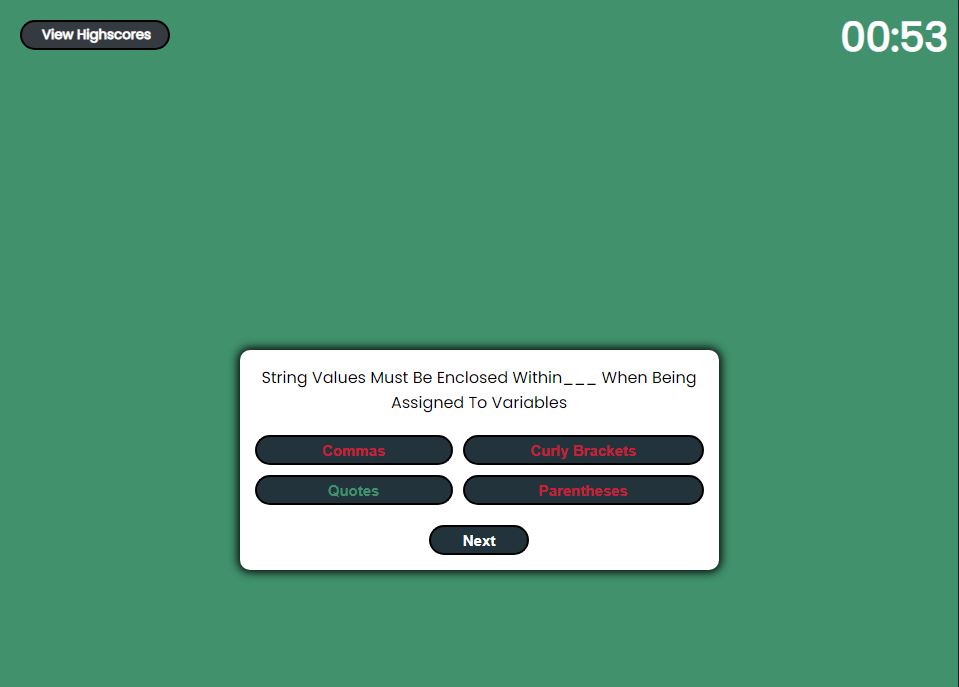 View Highscores
00:53
String Values Must Be Enclosed Within___ When Being
Assigned To Variables
Commas
Curly Brackets
Quotes
Parentheses
Next